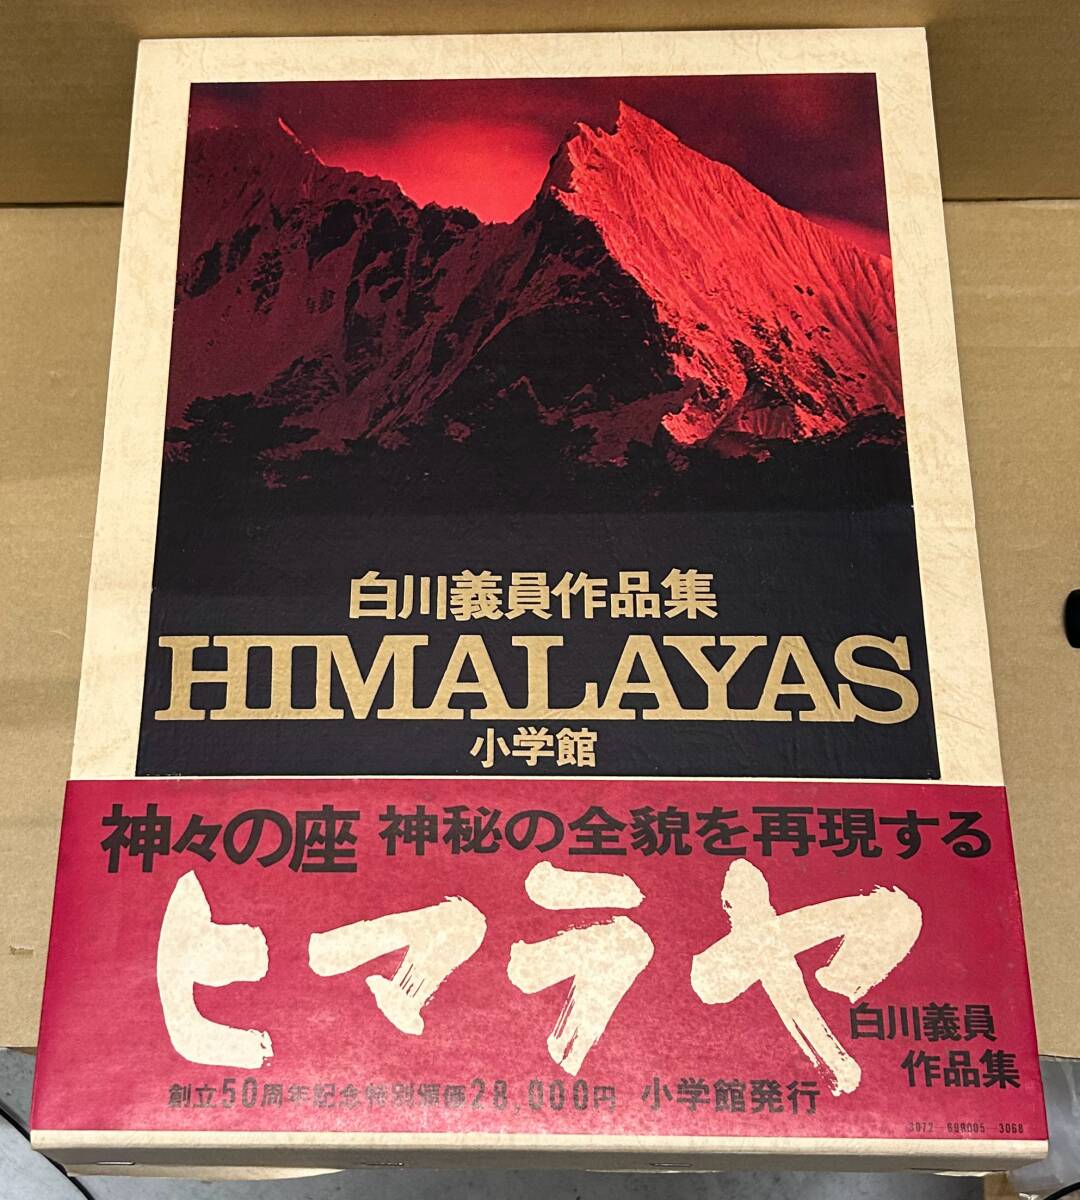 白川義員作品集
HIMALAYAS
小学館
神々の座 神秘の全貌を再現する
ヒマラヤ
白川義員
作品集
創立50周年記念特別価28,000円 小学館発行
3072-698005-3068